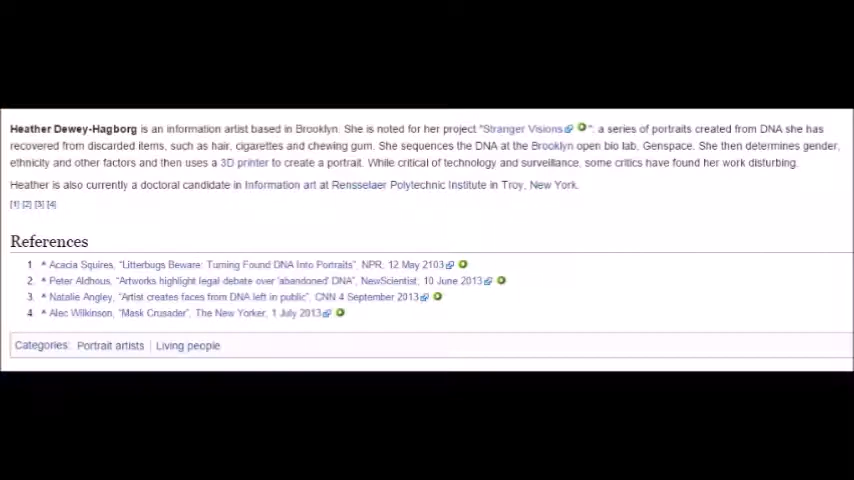 Heather Dewey-Hagborg is an information artist based in Brooklyn. She is noted for her project "Stranger Visions": a series of portraits created from DNA she has
recovered from discarded items, such as hair, cigarettes and chewing gum. She sequences the DNA at the Brooklyn open bio lab, Genspace. She then determines gender,
ethnicity and other factors and then uses a 3D printer to create a portrait. While critical of technology and surveillance, some critics have found her work disturbing.
Heather is also currently a doctoral candidate in Information art at Rensselaer Polytechnic Institute in Troy, New York.
[1] [2] [3] [4]
References
1. ^ Acacia Squires, "Litterbugs Beware: Turning Found DNA Into Portraits", NPR, 12 May 2103
2. ^ Peter Aldhous, "Artworks highlight legal debate over 'abandoned' DNA", NewScientist, 10 June 2013
3. ^ Natalie Angley, "Artist creates faces from DNA left in public", CNN 4 September 2013
4. ^ Alec Wilkinson, "Mask Crusader", The New Yorker, 1 July 2013
Categories: Portrait artists | Living people